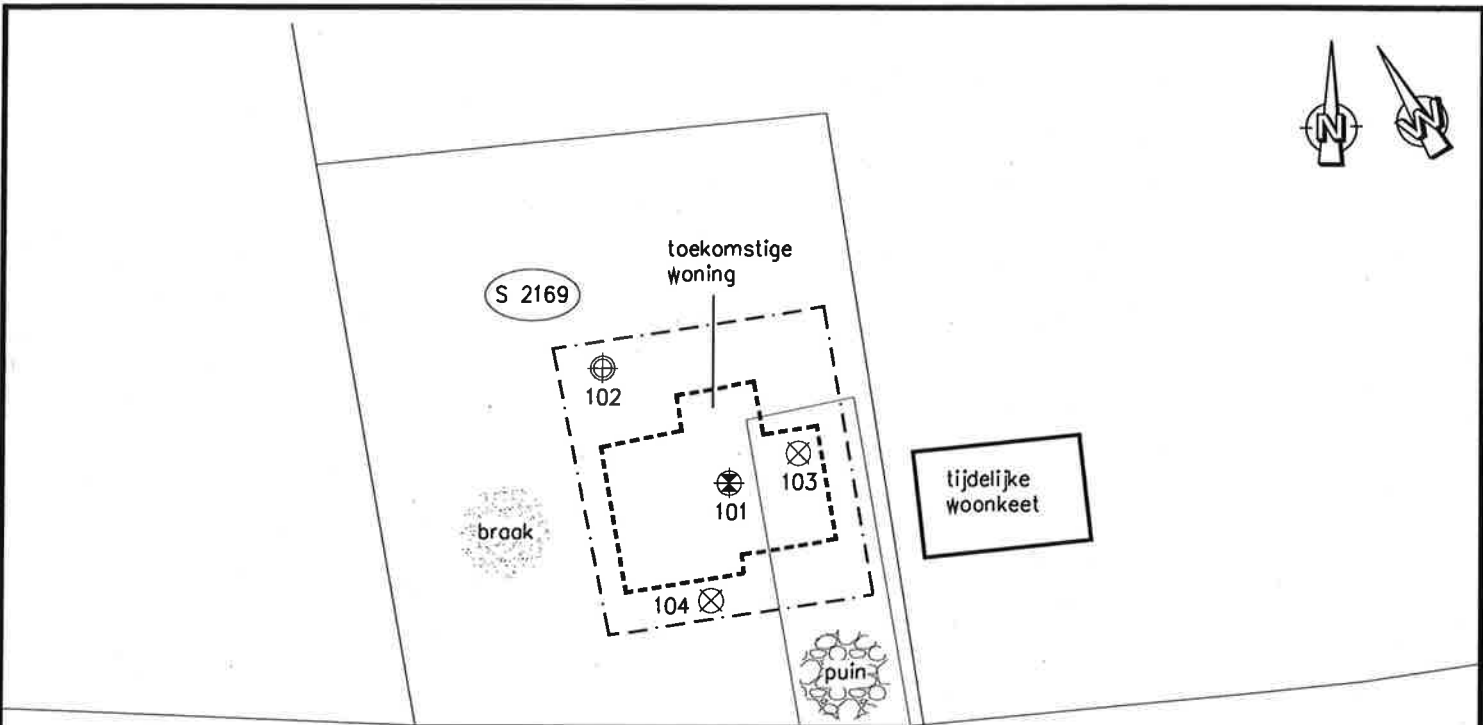 N
W
toekomstige
woning
S 2169
102
103
101
tijdelijke
woonkeet
braak
104
puin